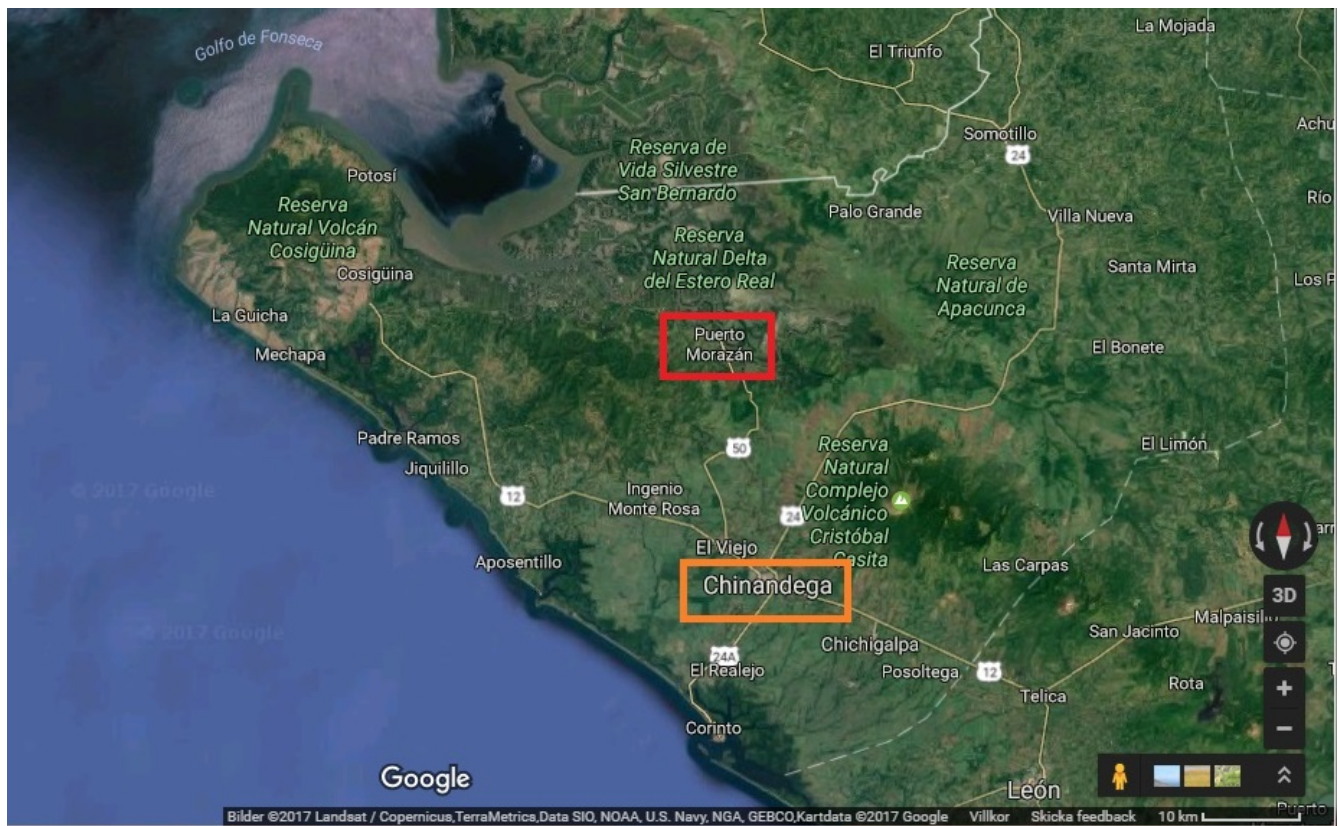 Golfo de Fonseca
La Mojada
El Triunfo
Achu
Somotillo
24
Reserva de
Vida Silvestre
San Bernardo
Potosí
Reserva
Natural Volcán
Cosigüina
Río
Palo Grande
Villa Nueva
Reserva
Natural Delta
del Estero Real
Cosigüina
Reserva
Natural de
Apacunca
Santa Mirta
Los P
La Guicha
Puerto
Morazán
Mechapa
El Bonete
Padre Ramos
Jiquilillo
50
Reserva
Natural
Complejo
Volcánico
Cristóbal
Casita
El Limón
© 2017 Google
12
Ingenio
Monte Rosa
24
El Viejo
Aposentillo
Las Carpas
Chinandega
3D
Malpaisill
San Jacinto
© 2017 Google
Chichigalpa
24A
El Realejo
Posoltega
12
Rota
Telica
Corinto
Google
León
Puerto
Bilder ©2017 Landsat / Copernicus,TerraMetrics,Data SIO, NOAA, U.S. Navy, NGA, GEBCO,Kartdata ©2017 Google Villkor Skicka feedback 10 km